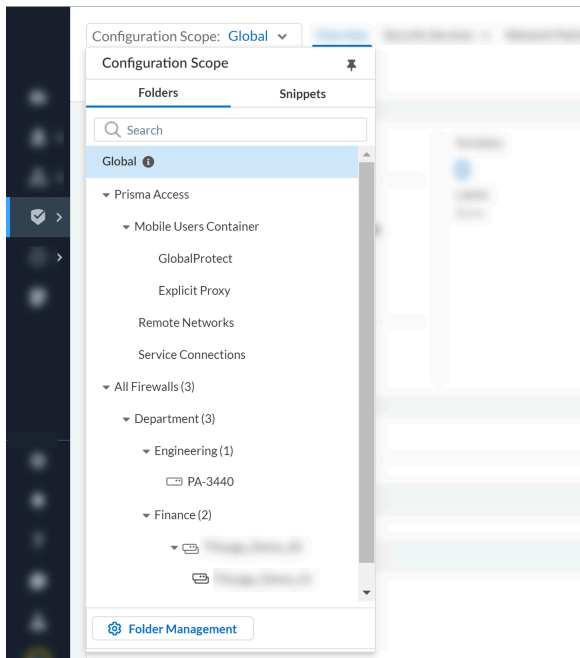 Configuration Scope: Global
Configuration Scope
Folders Snippets
Search
Global
Prisma Access
Mobile Users Container
GlobalProtect
Explicit Proxy
Remote Networks
Service Connections
All Firewalls (3)
Department (3)
Engineering (1)
PA-3440
Finance (2)
Folder Management